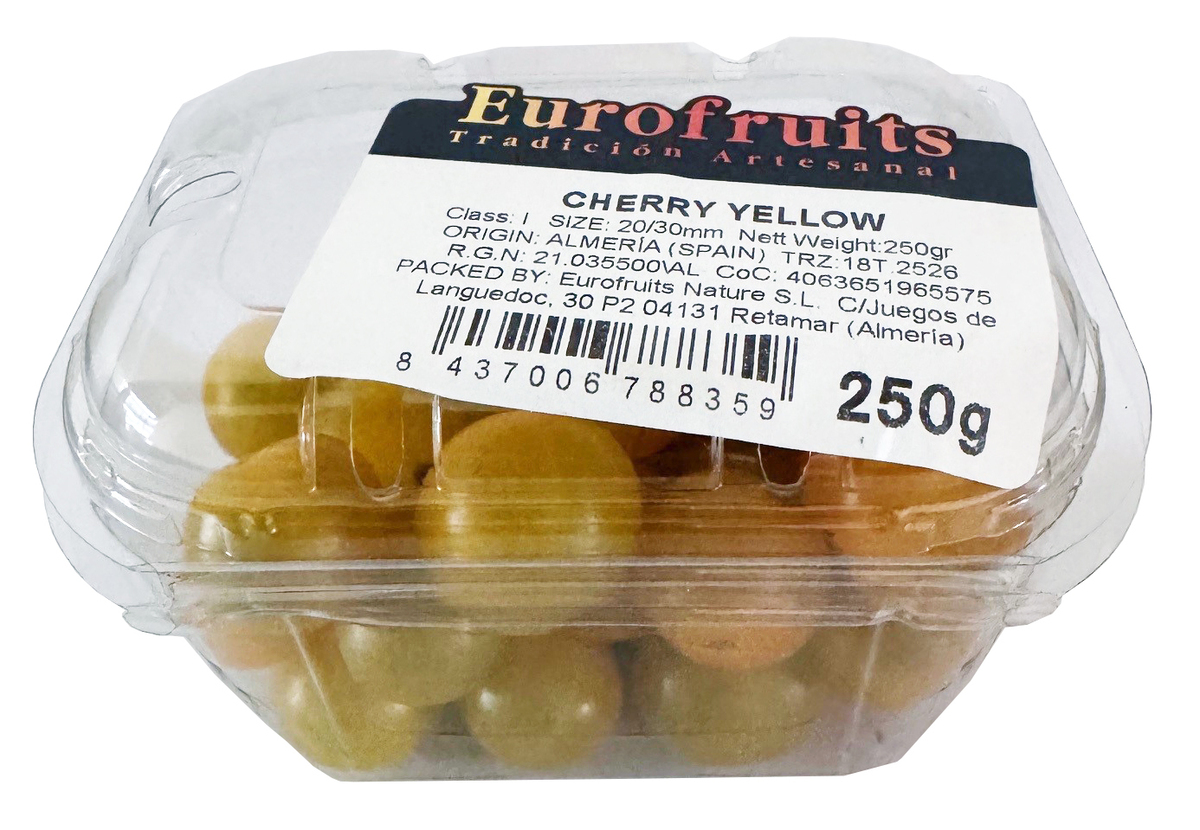 Eurofruits
Tradición Artesanal
CHERRY YELLOW
Class: I SIZE: 20/30mm Nett Weight:250gr
ORIGIN: ALMERÍA (SPAIN) TRZ:18T.2526
R.G.N: 21.035500\AL CoC: 4063651965575
PACKED BY: Eurofruits Nature S.L. C/Juegos de
Languedoc, 30 P2 04131 Retamar (Almería)
8 437006 788359
250g